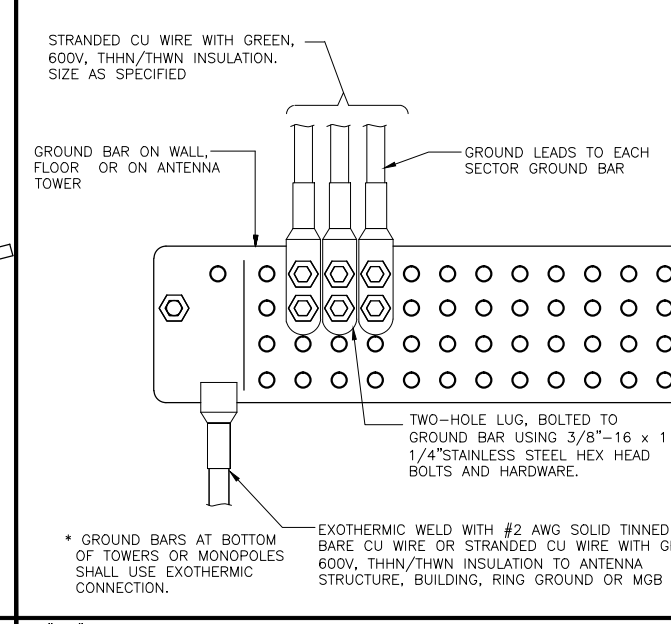 STRANDED CU WIRE WITH GREEN,
600V, THHN/THWN INSULATION.
SIZE AS SPECIFIED
GROUND BAR ON WALL,
FLOOR OR ON ANTENNA
TOWER
GROUND LEADS TO EACH
SECTOR GROUND BAR
TWO-HOLE LUG, BOLTED TO
GROUND BAR USING 3/8"-16 x 1
1/4"STAINLESS STEEL HEX HEAD
BOLTS AND HARDWARE.
* GROUND BARS AT BOTTOM
OF TOWERS OR MONOPOLES
SHALL USE EXOTHERMIC
CONNECTION.
EXOTHERMIC WELD WITH #2 AWG SOLID TINNED
BARE CU WIRE OR STRANDED CU WIRE WITH
600V, THHN/THWN INSULATION TO ANTENNA
STRUCTURE, BUILDING, RING GROUND OR MGB